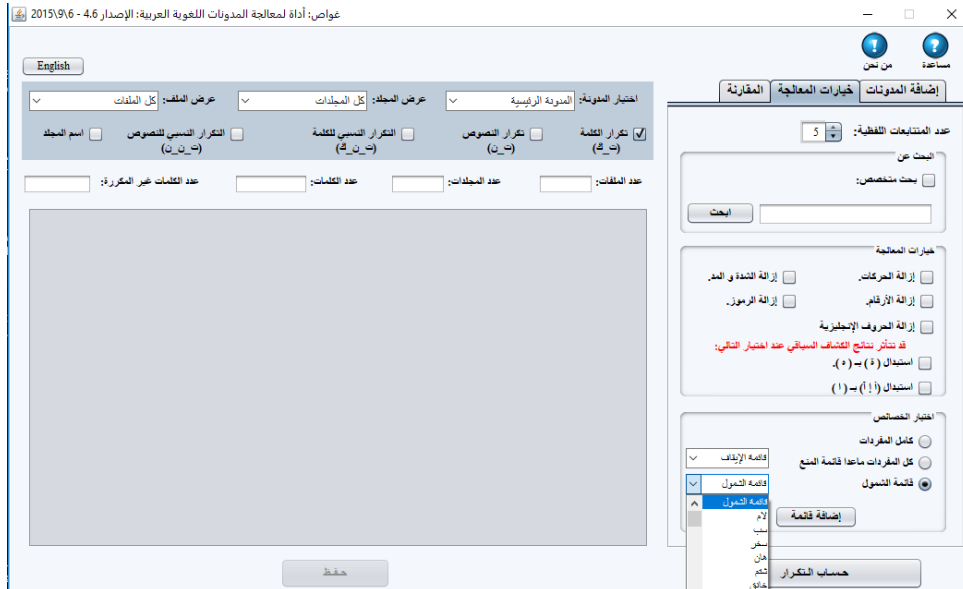 غواص: أداة لمعالجة المدونات اللغوية العربية: الإصدار 4.6 - 6\9\2015
English
مساعدة
من نحن
إضافة المدونات
خيارات المعالجة
المقارنة
عدد المتتابعات اللفظية: 5
البحث عن
بحث متخصص:
ابحث
خيارات المعالجة
إزالة الحركات.
إزالة الشدة و المد.
إزالة الأرقام.
إزالة الرموز.
إزالة الحروف الإنجليزية
قد تتأثر نتائج الكشاف السياقي عند اختيار التالي:
استبدال (ة) بـ (ه).
استبدال (أ إ آ) بـ (ا)
اختيار الخصائص
كامل المفردات
كل المفردات ماعدا قائمة المنع
قائمة الإيقاف
قائمة الشمول
قائمة الشمول
قائمة الشمول
لام
سب
سخر
هان
شتم
خانق
إضافة قائمة
حساب التكرار
اختيار المدونة: المدونة الرئيسية
عرض المجلد: كل المجلدات
عرض الملف: كل الملفات
تكرار الكلمة (ت_ك)
تكرار النصوص (ت_ن)
التكرار النسبي للكلمة (ت_ن_ك)
التكرار النسبي للنصوص (ت_ن_ن)
اسم المجلد
عدد الملفات:
عدد المجلدات:
عدد الكلمات:
عدد الكلمات غير المكررة:
حفظ